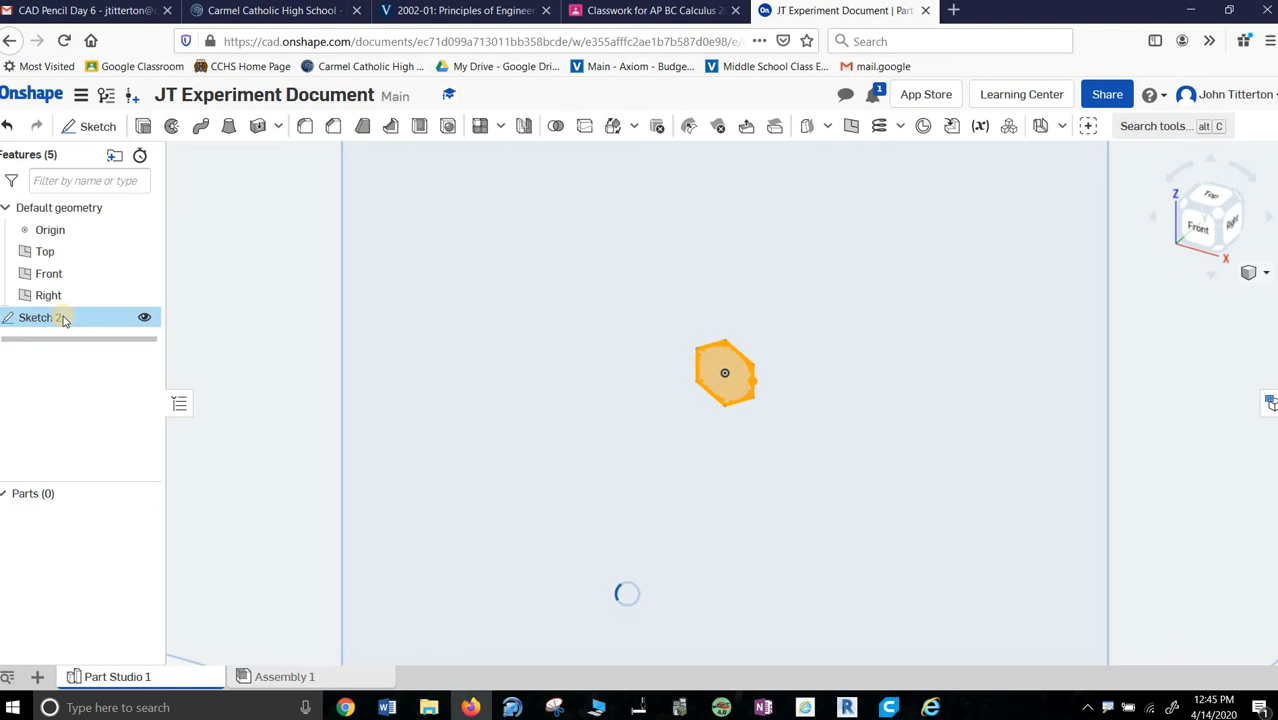 CAD Pencil Day 6 - jtitterton@u
Carmel Catholic High School -
2002-01: Principles of Engineer
Classwork for AP BC Calculus 2
JT Experiment Document | Part
https://cad.onshape.com/documents/ec71d099a713011bb358bcde/w/e355afffc2ae1b7b587d0e98/e/
Search
Most Visited
Google Classroom
CCHS Home Page
Carmel Catholic High ...
My Drive - Google Dri...
Main - Axiom - Budge...
Middle School Class E...
mail.google
Onshape
JT Experiment Document Main
1
App Store
Learning Center
Share
John Titterton
Sketch
(x)
Search tools... alt C
Features (5)
Filter by name or type
Default geometry
Origin
Top
Front
Right
Sketch 2
Parts (0)
Z
Top
Front
Right
X
Part Studio 1
Assembly 1
Type here to search
12:45 PM
4/14/2020